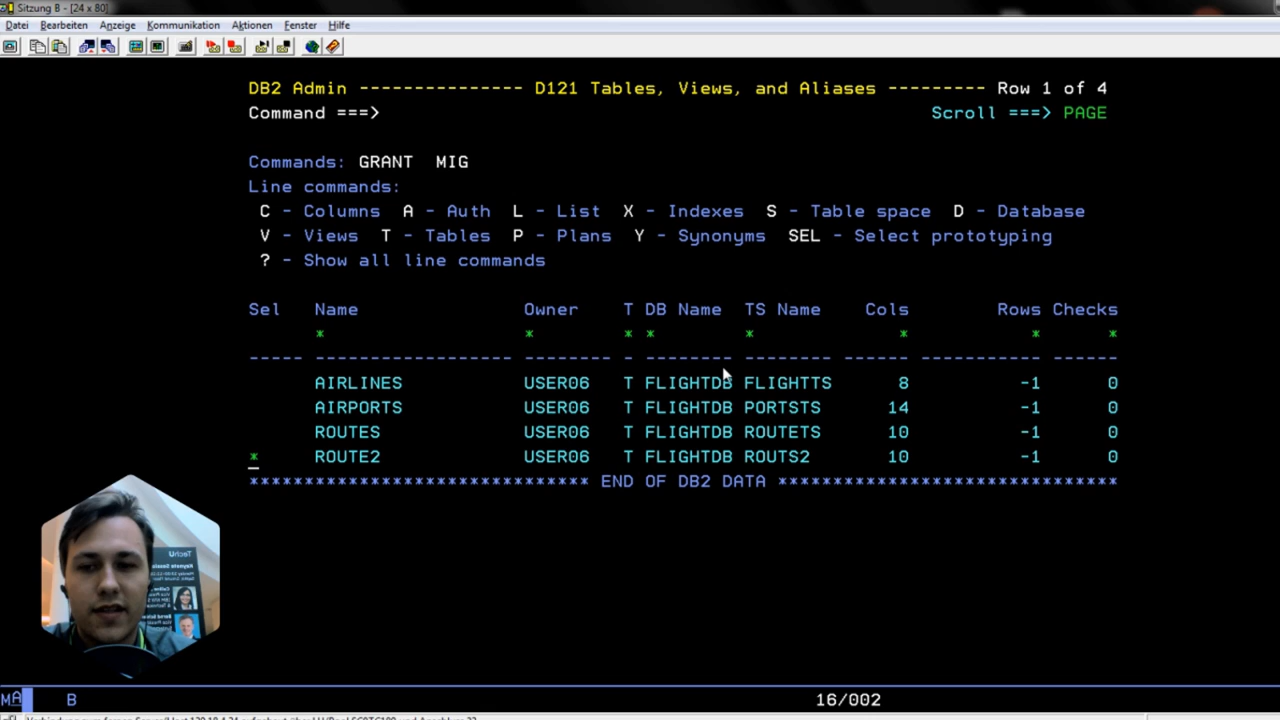 Sitzung B - [24 x 80]
Datei Bearbeiten Anzeige Kommunikation Aktionen Fenster Hilfe
DB2 Admin --------------- D121 Tables, Views, and Aliases --------- Row 1 of 4
Command ===> Scroll ===> PAGE
Commands: GRANT MIG
Line commands:
C - Columns A - Auth L - List X - Indexes S - Table space D - Database
V - Views T - Tables P - Plans Y - Synonyms SEL - Select prototyping
? - Show all line commands
Sel Name Owner T DB Name TS Name Cols Rows Checks
* * * * * * * *
----- ------------------ -------- - -------- -------- ------ ----------- ------
AIRLINES USER06 T FLIGHTDB FLIGHTTS 8 -1 0
AIRPORTS USER06 T FLIGHTDB PORTSTS 14 -1 0
ROUTES USER06 T FLIGHTDB ROUTETS 10 -1 0
* ROUTE2 USER06 T FLIGHTDB ROUTS2 10 -1 0
******************************* END OF DB2 DATA *******************************
TechU
Keynote Sessio
MA B 16/002